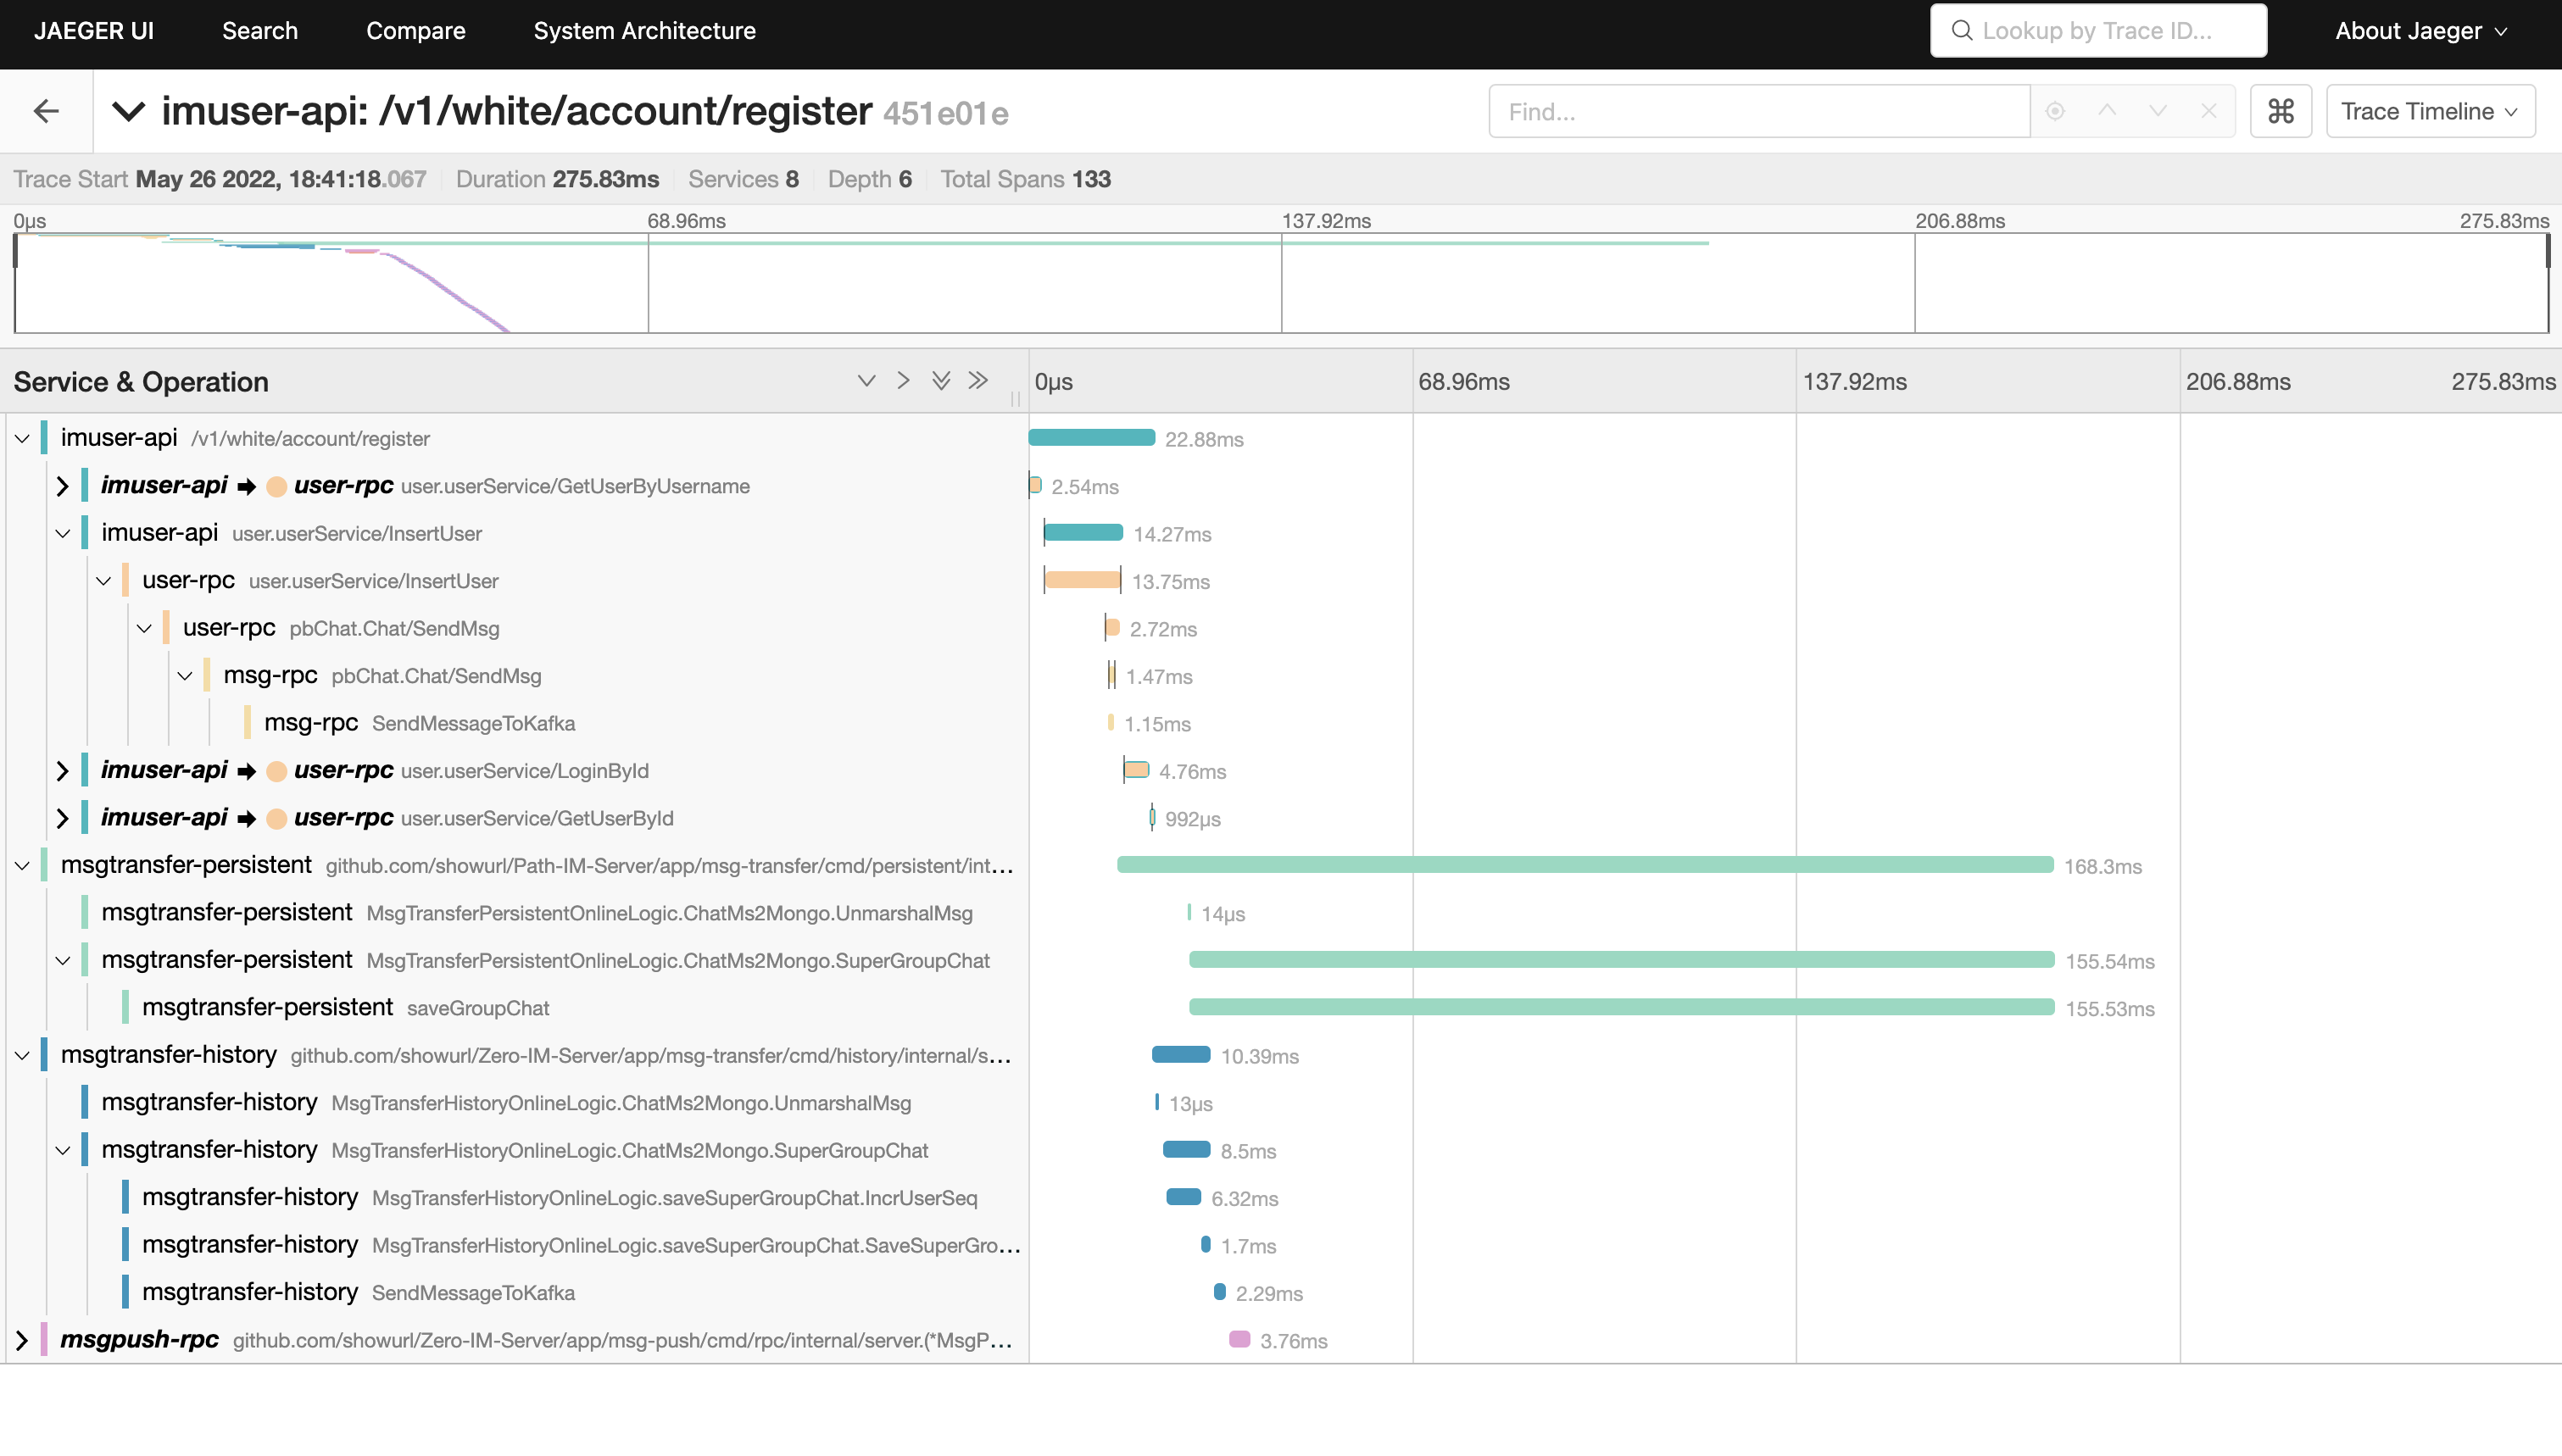 JAEGER UI Search Compare System Architecture Lookup by Trace ID... About Jaeger
imuser-api: /v1/white/account/register 451e01e Find... ⌘ Trace Timeline
Trace Start May 26 2022, 18:41:18.067 Duration 275.83ms Services 8 Depth 6 Total Spans 133
0μs 68.96ms 137.92ms 206.88ms 275.83ms
Service & Operation 0μs 68.96ms 137.92ms 206.88ms 275.83ms
imuser-api /v1/white/account/register 22.88ms
imuser-api user-rpc user.userService/GetUserByUsername 2.54ms
imuser-api user.userService/InsertUser 14.27ms
user-rpc user.userService/InsertUser 13.75ms
user-rpc pbChat.Chat/SendMsg 2.72ms
msg-rpc pbChat.Chat/SendMsg 1.47ms
msg-rpc SendMessageToKafka 1.15ms
imuser-api user-rpc user.userService/LoginById 4.76ms
imuser-api user-rpc user.userService/GetUserById 992μs
msgtransfer-persistent github.com/showurl/Path-IM-Server/app/msg-transfer/cmd/persistent/int... 168.3ms
msgtransfer-persistent MsgTransferPersistentOnlineLogic.ChatMs2Mongo.UnmarshalMsg 14μs
msgtransfer-persistent MsgTransferPersistentOnlineLogic.ChatMs2Mongo.SuperGroupChat 155.54ms
msgtransfer-persistent saveGroupChat 155.53ms
msgtransfer-history github.com/showurl/Zero-IM-Server/app/msg-transfer/cmd/history/internal/s... 10.39ms
msgtransfer-history MsgTransferHistoryOnlineLogic.ChatMs2Mongo.UnmarshalMsg 13μs
msgtransfer-history MsgTransferHistoryOnlineLogic.ChatMs2Mongo.SuperGroupChat 8.5ms
msgtransfer-history MsgTransferHistoryOnlineLogic.saveSuperGroupChat.IncrUserSeq 6.32ms
msgtransfer-history MsgTransferHistoryOnlineLogic.saveSuperGroupChat.SaveSuperGro... 1.7ms
msgtransfer-history SendMessageToKafka 2.29ms
msgpush-rpc github.com/showurl/Zero-IM-Server/app/msg-push/cmd/rpc/internal/server.(*MsgP... 3.76ms